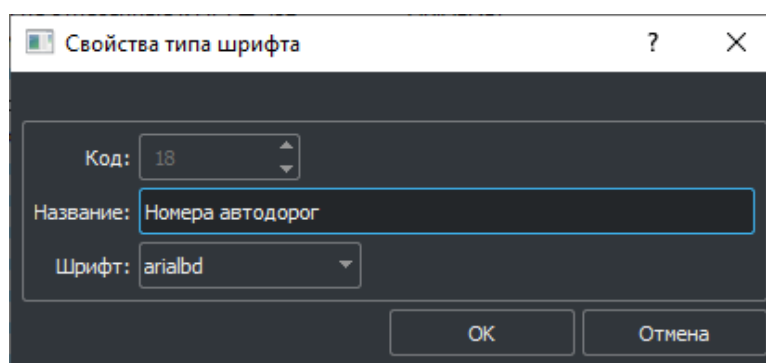 Свойства типа шрифта ?
Код: 18
Название: Номера автодорог
Шрифт: arialbd
OK Отмена